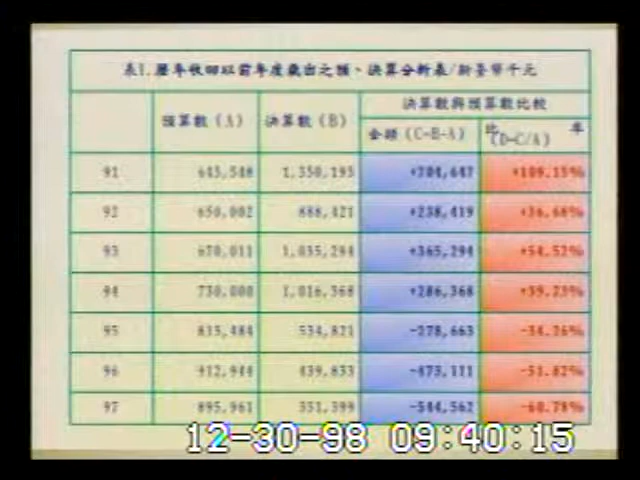 表1.歷年收回以前年度歲出之預、決算分析表/新臺幣千元
決算數與預算數比較
預算數(A) 決算數(B) 金額(C=B-A) 比 率(D=C/A)
91 645,548 1,350,195 +704,647 +109.15%
92 650,002 888,421 +238,419 +36.68%
93 1,035,294 +365,294 +54.52%
94 730,000 1,016,368 +286,368 +39.23%
95 813,484 534,821 -278,663 -34.26%
96 912,944 439,833 -473,111 -51.82%
97 895,961 351,399 -544,562 -60.78%
12-30-98 09:40:15